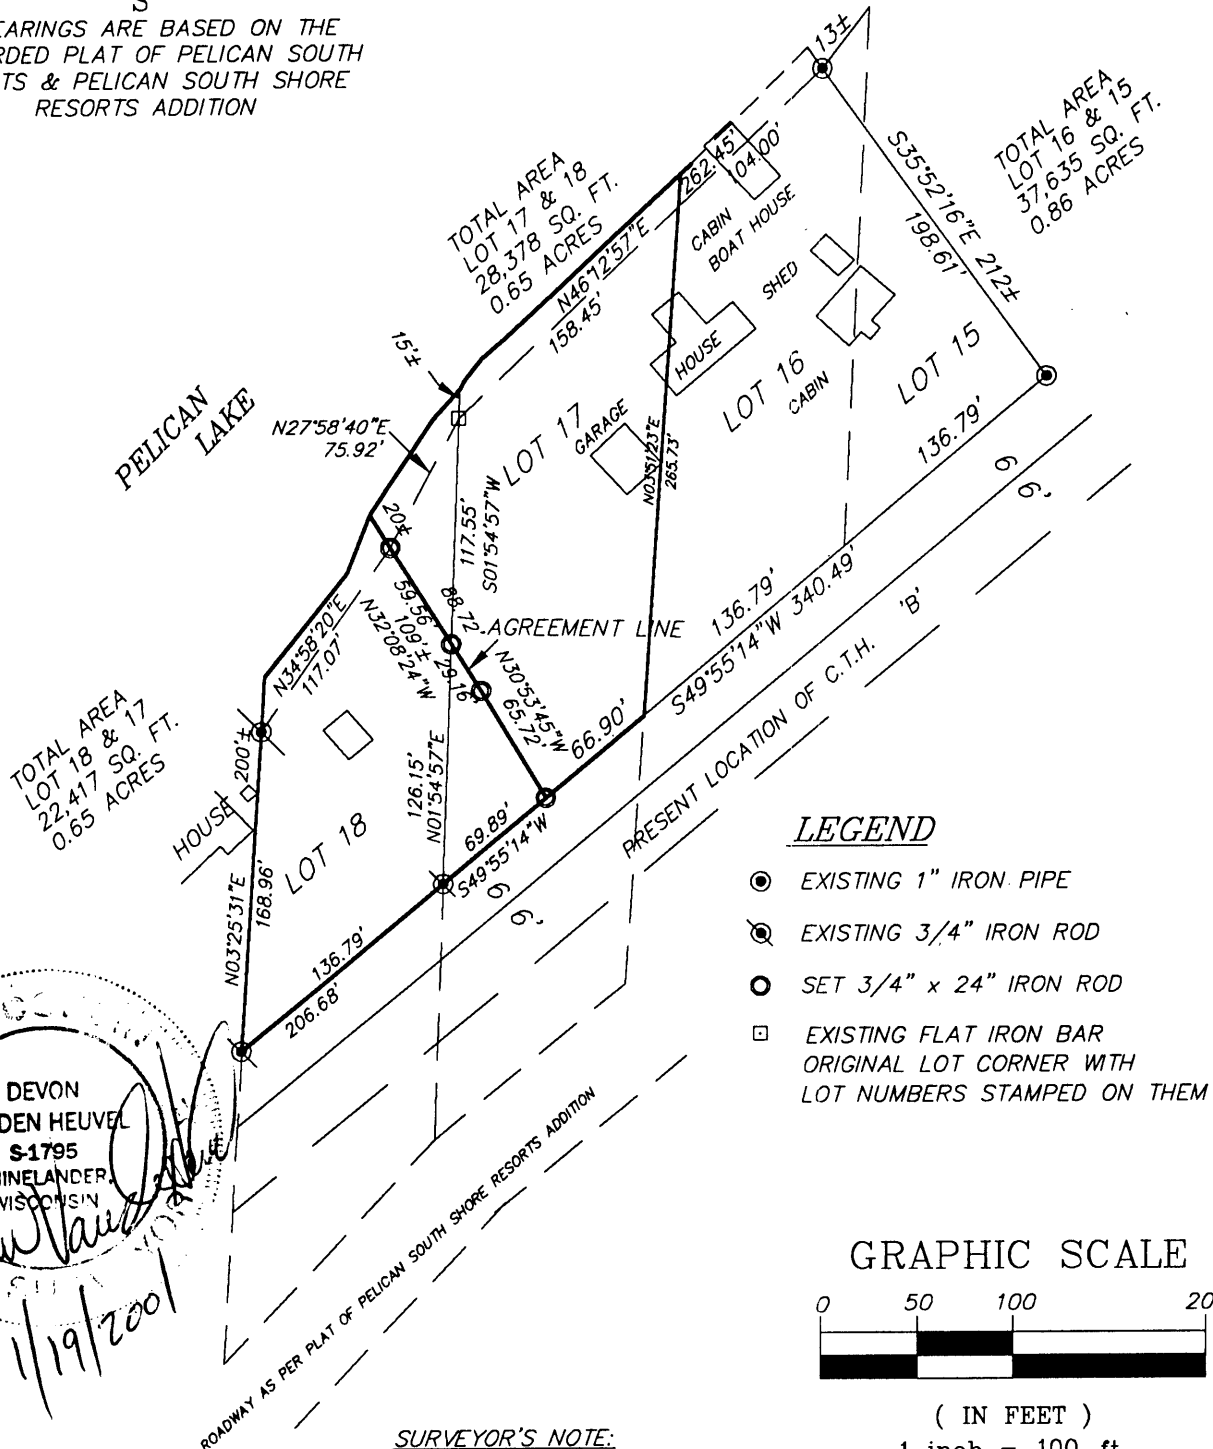 S
EARINGS ARE BASED ON THE
RDED PLAT OF PELICAN SOUTH
TS & PELICAN SOUTH SHORE
RESORTS ADDITION
13±
TOTAL AREA
LOT 16 & 15
37,635 SQ. FT.
0.86 ACRES
S35°52'16"E 212±
198.61'
TOTAL AREA
LOT 17 & 18
28,378 SQ. FT.
0.65 ACRES
262.45'
104.00'
N46°12'57"E
158.45'
CABIN
BOAT HOUSE
SHED
HOUSE
LOT 16
CABIN
LOT 15
136.79'
66'
15'±
PELICAN
LAKE
N27°58'40"E
75.92'
LOT 17
GARAGE
N03°51'23"E
265.73'
117.55'
S01°54'57"W
20±
59.56'
109'±
N32°08'24"W
88.72
29.16'
AGREEMENT LINE
N30°53'45"W
65.72'
136.79'
S49°55'14"W 340.49'
66.90'
PRESENT LOCATION OF C.T.H. 'B'
N34°58'20"E
117.07'
TOTAL AREA
LOT 18 & 17
22,417 SQ. FT.
0.65 ACRES
200'±
HOUSE
LOT 18
126.15'
N01°54'57"E
69.89'
S49°55'14"W
66'
N03°25'31"E
168.96'
136.79'
206.68'
LEGEND
EXISTING 1" IRON PIPE
EXISTING 3/4" IRON ROD
SET 3/4" x 24" IRON ROD
EXISTING FLAT IRON BAR
ORIGINAL LOT CORNER WITH
LOT NUMBERS STAMPED ON THEM
DEVON
DEN HEUVEL
S-1795
HINELANDER,
WISCONSIN
1/19/2001
ROADWAY AS PER PLAT OF PELICAN SOUTH SHORE RESORTS ADDITION
GRAPHIC SCALE
0 50 100 20
( IN FEET )
1 inch = 100 ft.
SURVEYOR'S NOTE: